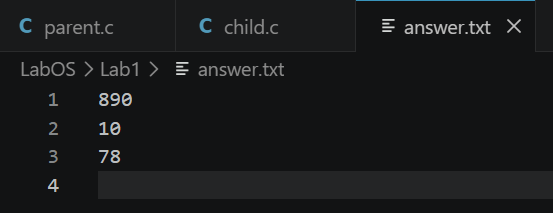 C parent.c C child.c answer.txt
LabOS > Lab1 > answer.txt
1 890
2 10
3 78
4